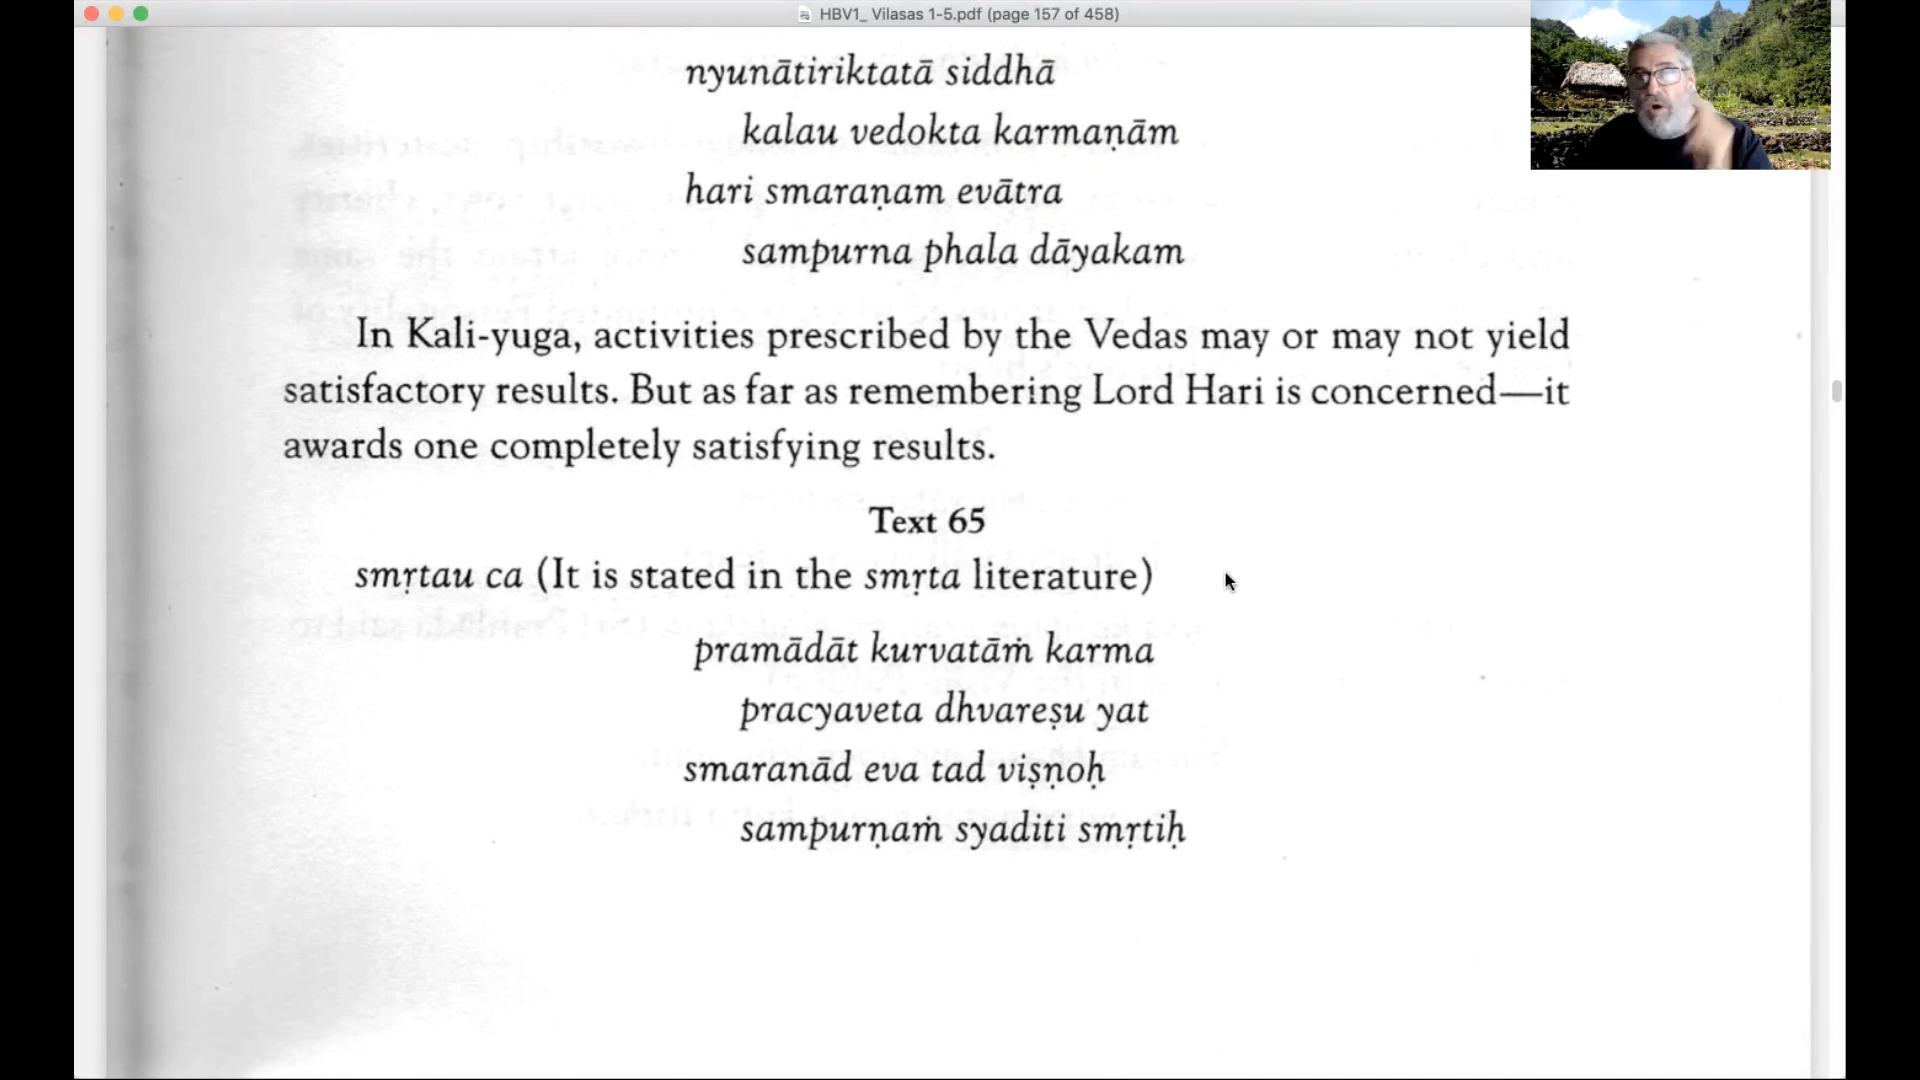 HBV1_ Vilasas 1-5.pdf (page 157 of 458)
nyunātiriktatā siddhā
kalau vedokta karmaṇām
hari smaraṇam evātra
sampurna phala dāyakam
In Kali-yuga, activities prescribed by the Vedas may or may not yield
satisfactory results. But as far as remembering Lord Hari is concerned—it
awards one completely satisfying results.
Text 65
smṛtau ca (It is stated in the smṛta literature)
pramādāt kurvatāṁ karma
pracyaveta dhvareṣu yat
smaranād eva tad viṣṇoḥ
sampurṇaṁ syaditi smṛtiḥ